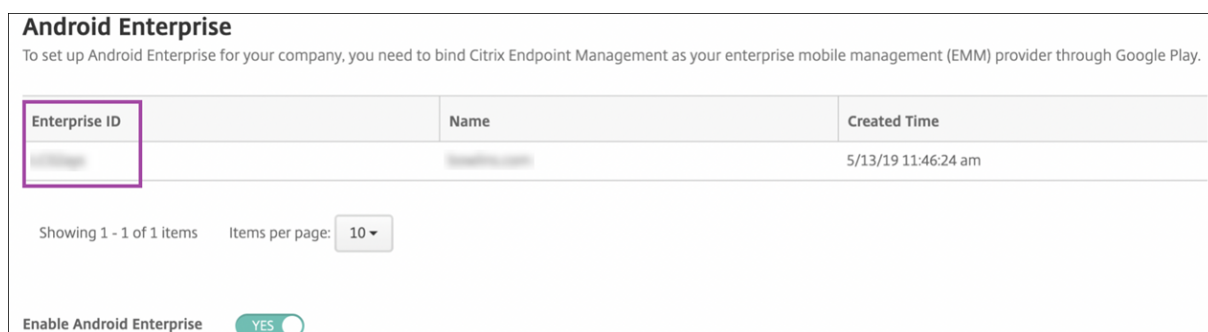 Android Enterprise
To set up Android Enterprise for your company, you need to bind Citrix Endpoint Management as your enterprise mobile management (EMM) provider through Google Play.
Enterprise ID Name Created Time
5/13/19 11:46:24 am
Showing 1 - 1 of 1 items Items per page: 10
Enable Android Enterprise YES